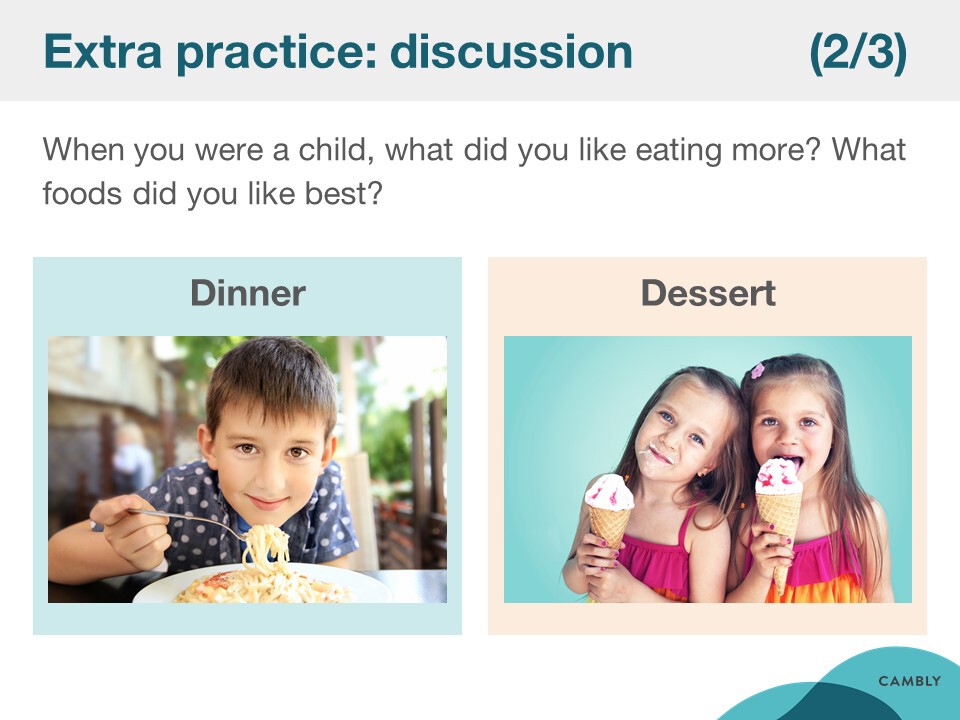 Extra practice: discussion (2/3)
When you were a child, what did you like eating more? What
foods did you like best?
Dinner
Dessert
CAMBLY